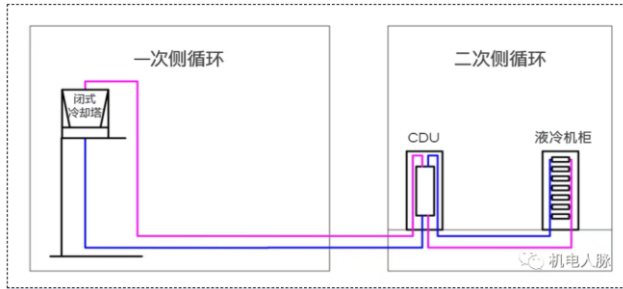 一次侧循环
二次侧循环
闭式
冷却塔
CDU
液冷机柜
机电人脉